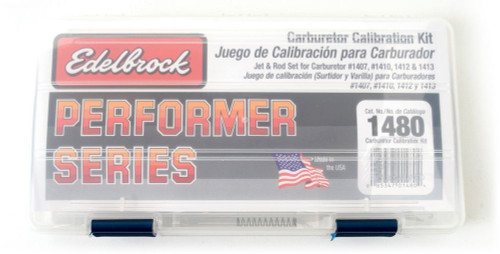 Edelbrock
Carburetor Calibration Kit
Juego de Calibración para Carburador
Jet & Rod Set for Carburetor #1407, #1410, 1412 & 1413
Juego de calibración (Surtidor y Varilla) para Carburadores
#1407, #1410, 1412 y 1413
PERFORMER
SERIES
Made in
the USA
Cat. No./No. de Catálogo
1480
Carburetor Calibration Kit